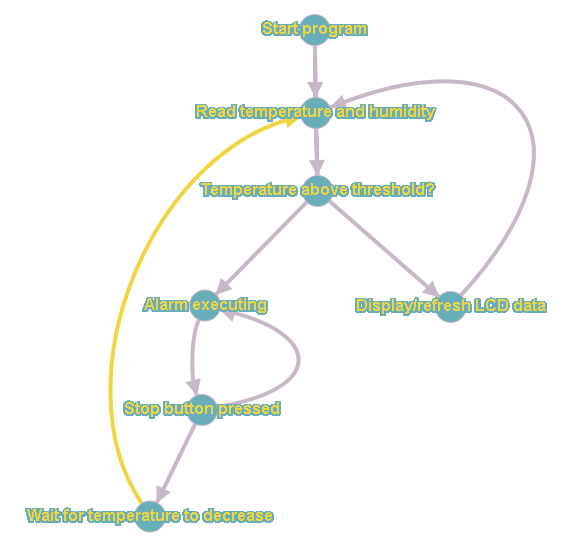 Start program
Read temperature and humidity
Temperature above threshold?
Alarm executing
Display/refresh LCD data
Stop button pressed
Wait for temperature to decrease